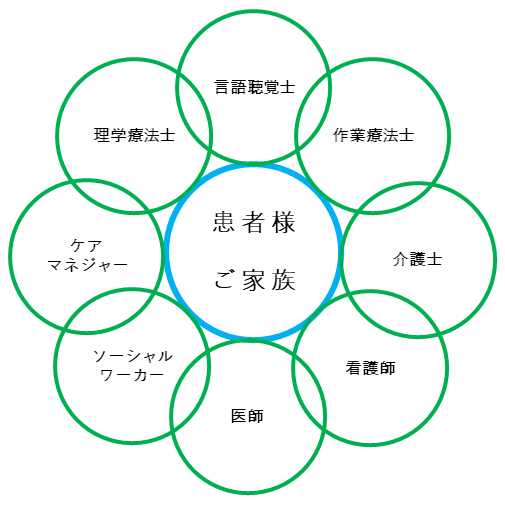 言語聴覚士
理学療法士
作業療法士
患者様
ご家族
ケア
マネジャー
介護士
ソーシャル
ワーカー
看護師
医師